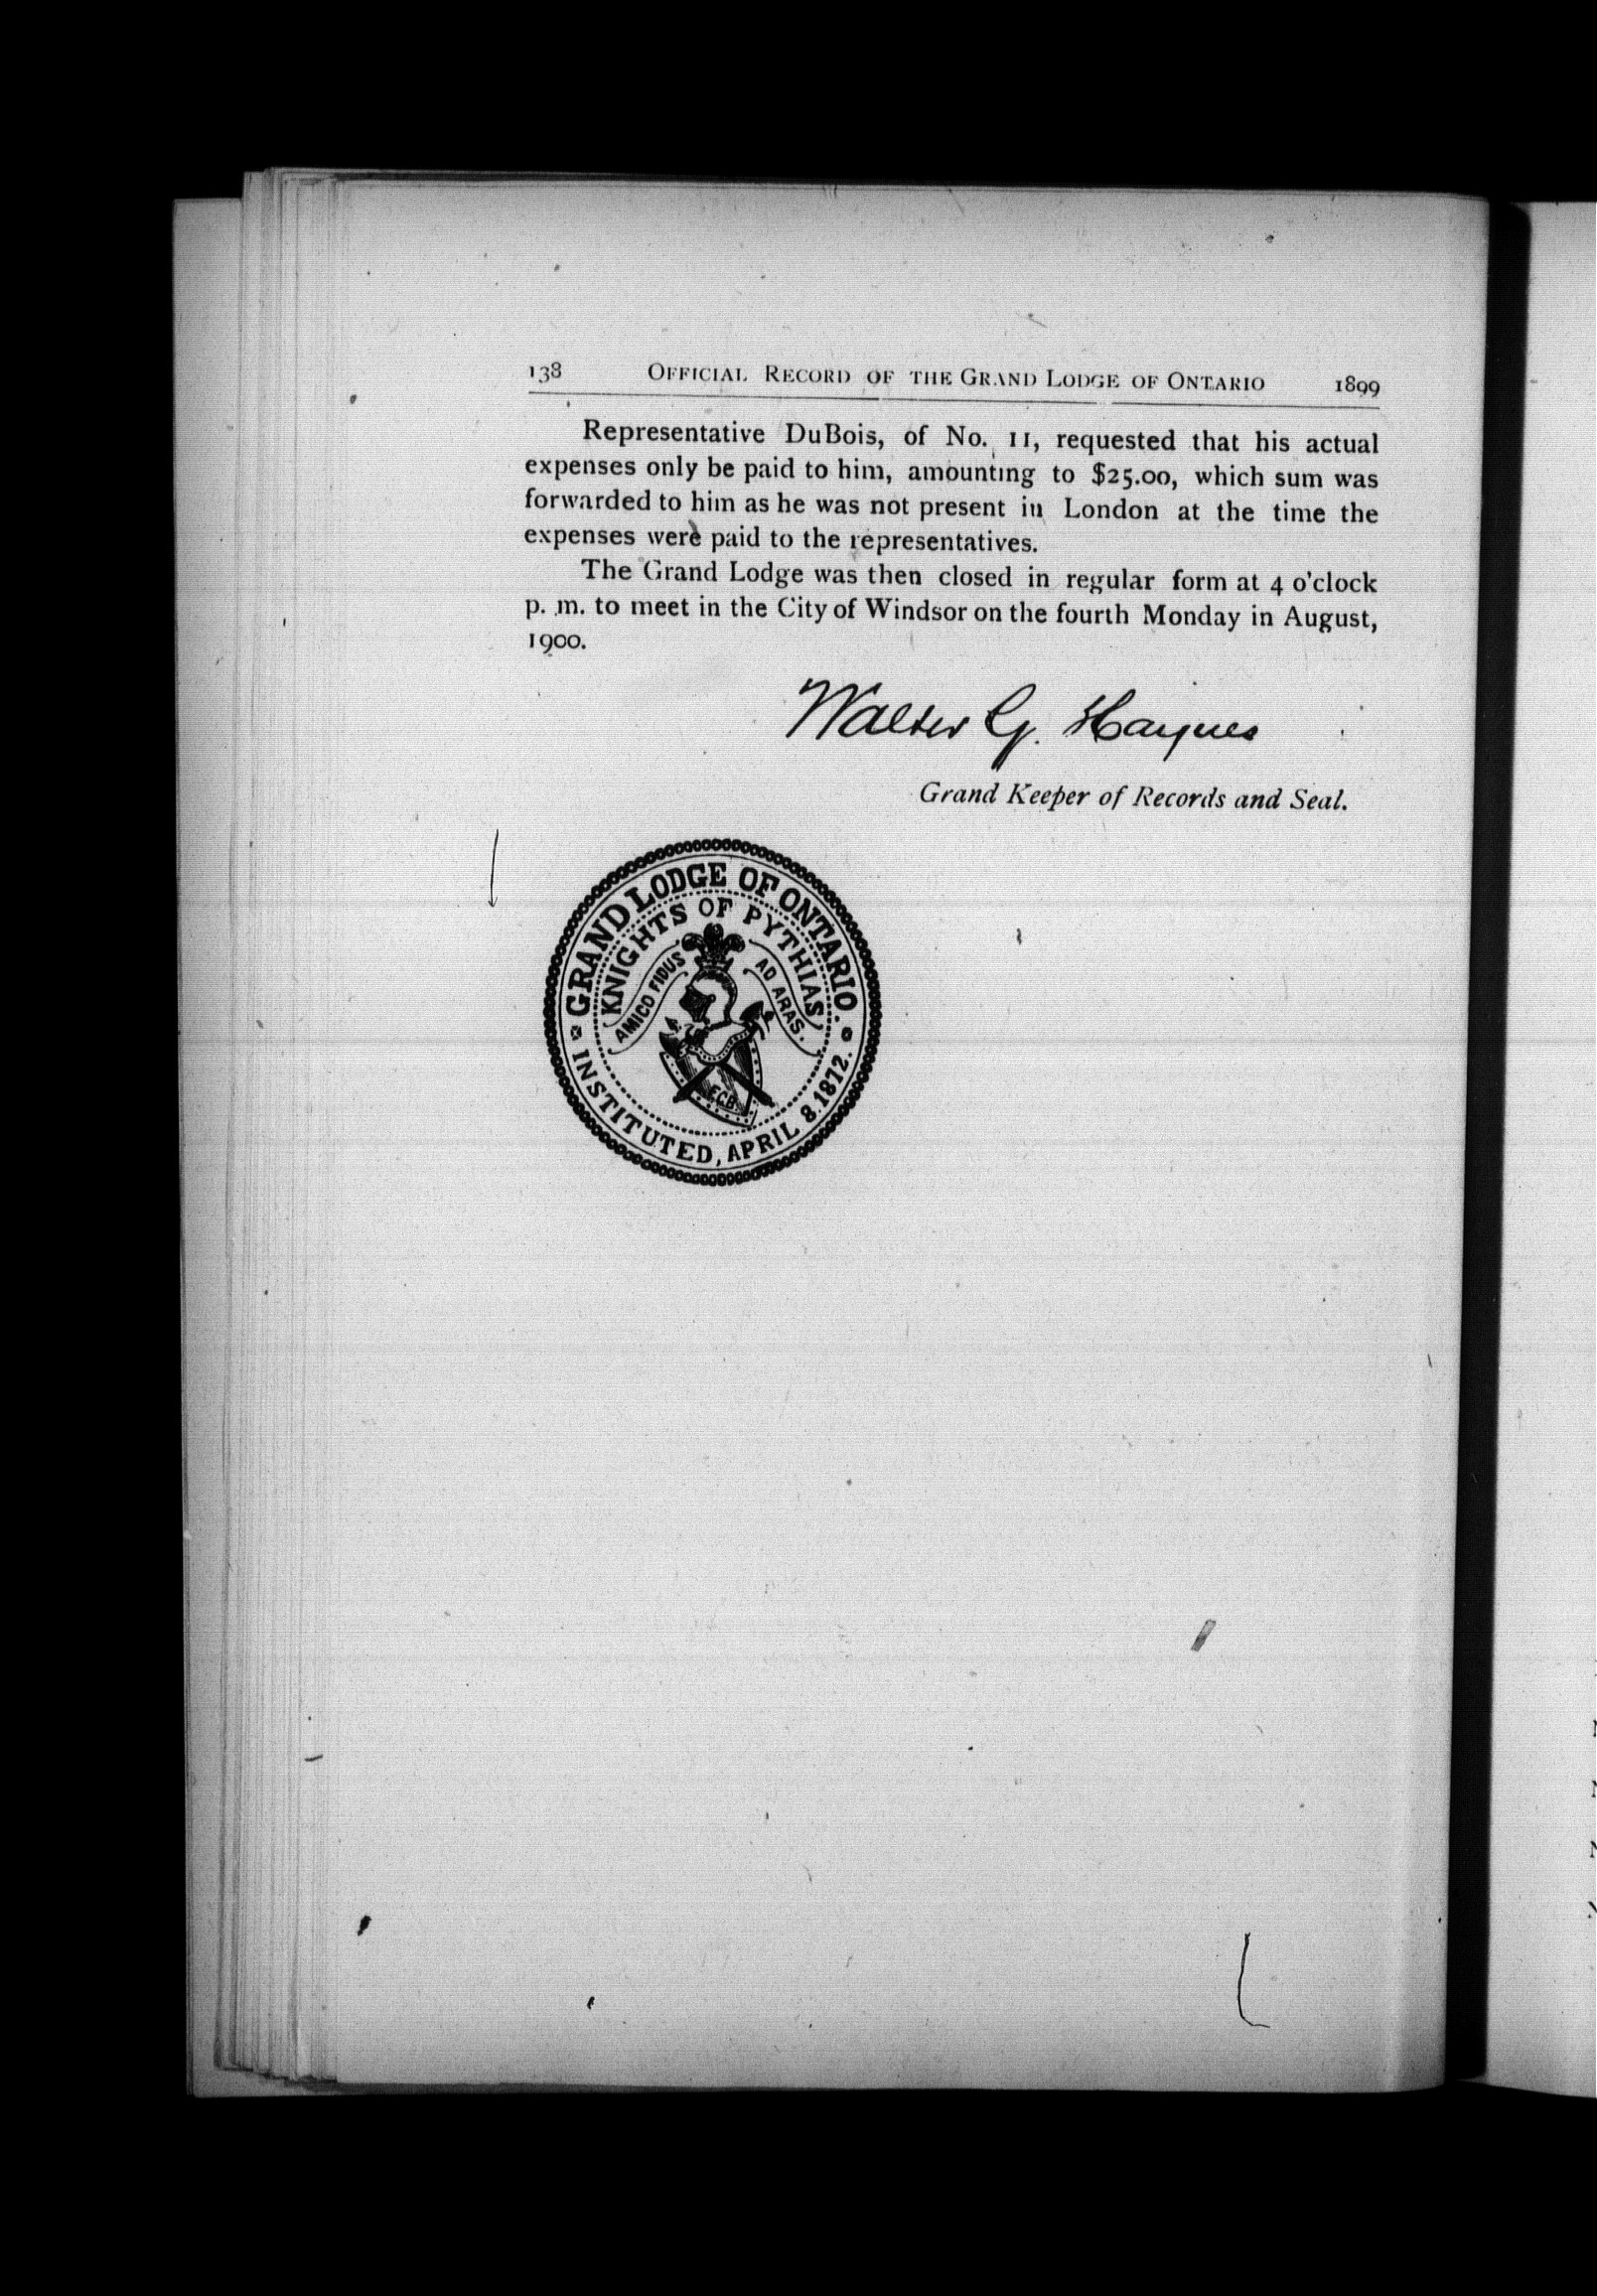 138 OFFICIAL RECORD OF THE GRAND LODGE OF ONTARIO 1899
Representative DuBois, of No. 11, requested that his actual
expenses only be paid to him, amounting to $25.00, which sum was
forwarded to him as he was not present in London at the time the
expenses were paid to the representatives.
The Grand Lodge was then closed in regular form at 4 o'clock
p. m. to meet in the City of Windsor on the fourth Monday in August,
1900.
Walter G. Haynes
Grand Keeper of Records and Seal.
GRAND LODGE OF ONTARIO.
KNIGHTS OF PYTHIAS
AMICO FIDUS
AD ARAS.
F.C.B.
INSTITUTED, APRIL 8.1872.